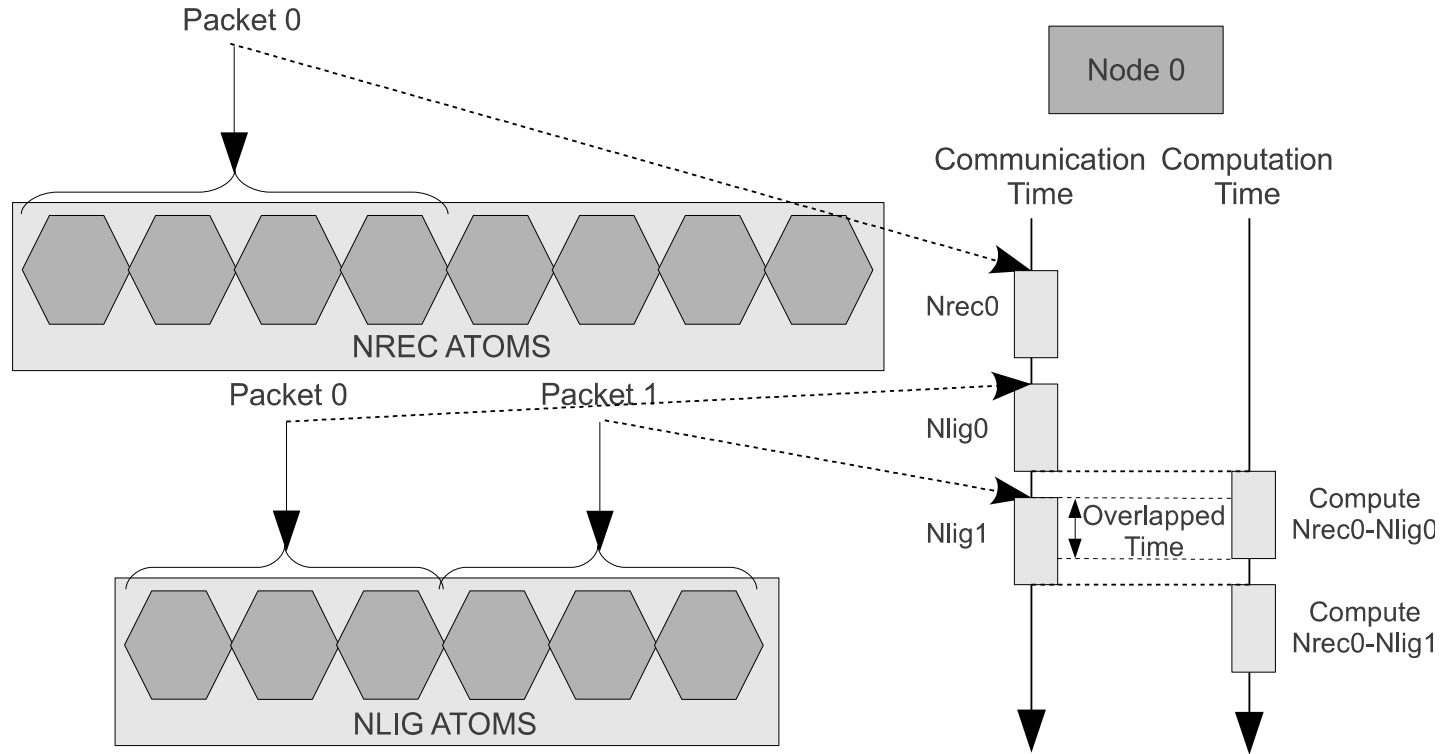 Packet 0
Node 0
Communication Time
Computation Time
Nrec0
NREC ATOMS
Packet 0
Packet 1
Nlig0
Nlig1
Overlapped
Time
Compute
Nrec0-Nlig0
Compute
Nrec0-Nlig1
NLIG ATOMS